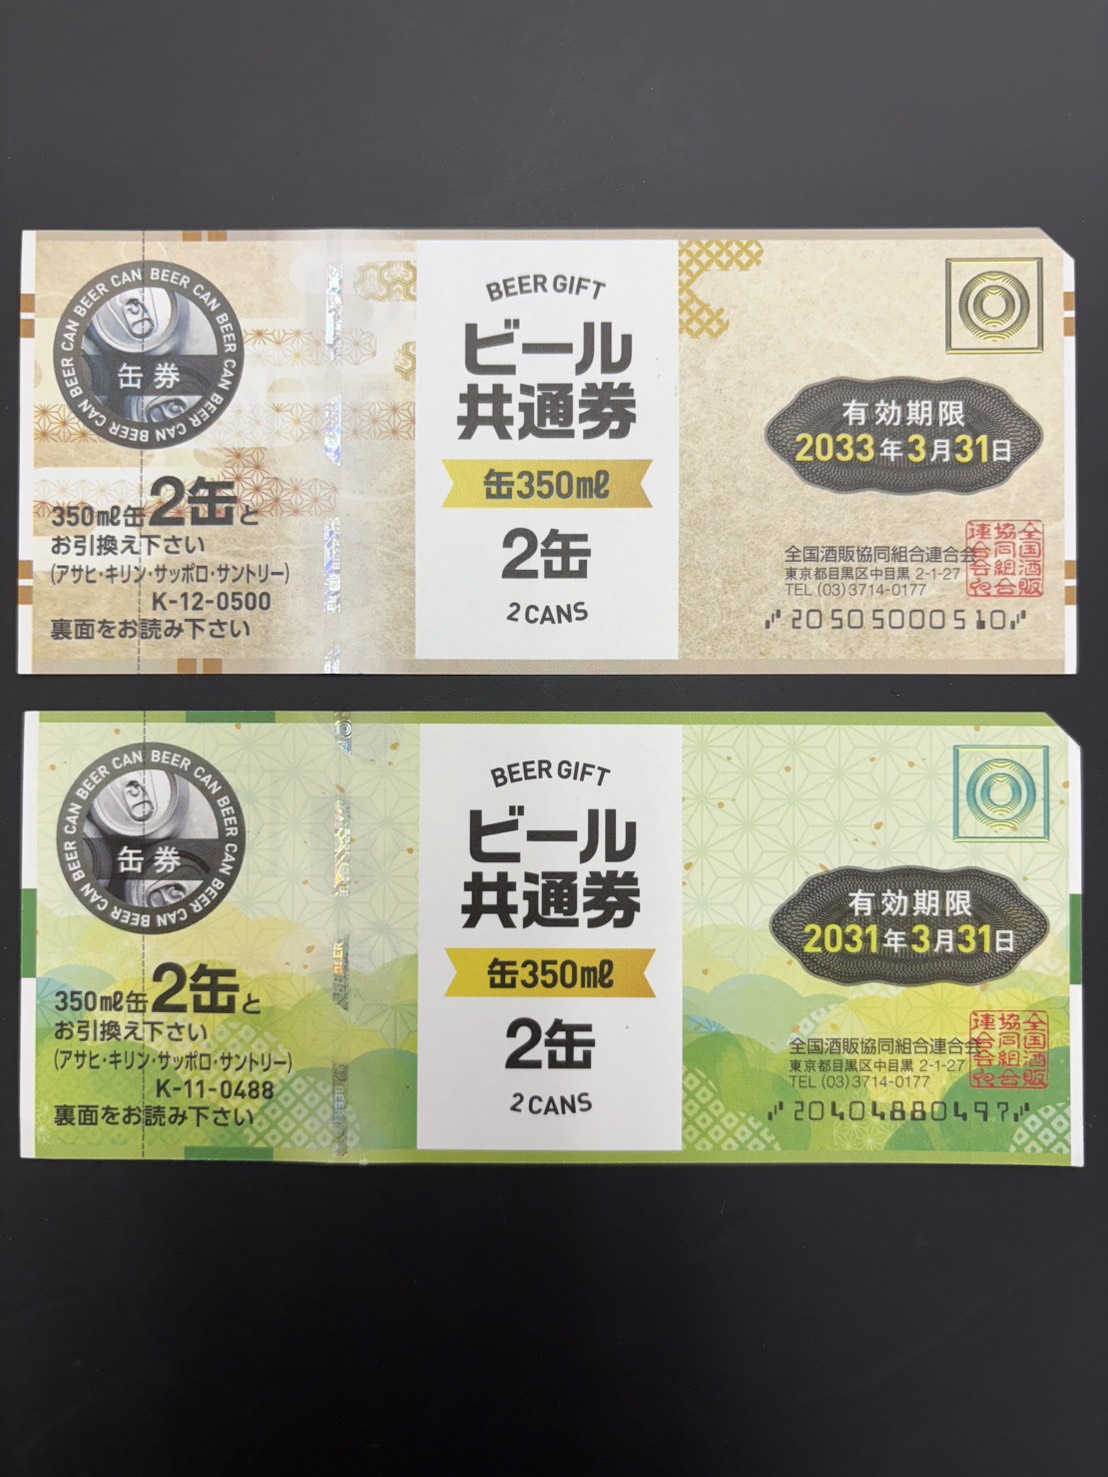 BEER CAN BEER CAN BEER CAN BEER CAN BEER CAN
缶券
350㎖缶2缶と
お引換え下さい
(アサヒ・キリン・サッポロ・サントリー)
K-12-0500
裏面をお読み下さい
BEER GIFT
ビール
共通券
缶350㎖
2缶
2 CANS
有効期限
2033年3月31日
全国酒販協同組合連合会
東京都目黒区中目黒 2-1-27
TEL (03)3714-0177
全国酒販協同組合連合会之印
20505000510
BEER CAN BEER CAN BEER CAN BEER CAN BEER CAN
缶券
350㎖缶2缶と
お引換え下さい
(アサヒ・キリン・サッポロ・サントリー)
K-11-0488
裏面をお読み下さい
BEER GIFT
ビール
共通券
缶350㎖
2缶
2 CANS
有効期限
2031年3月31日
全国酒販協同組合連合会
東京都目黒区中目黒 2-1-27
TEL (03)3714-0177
全国酒販協同組合連合会之印
20404880497